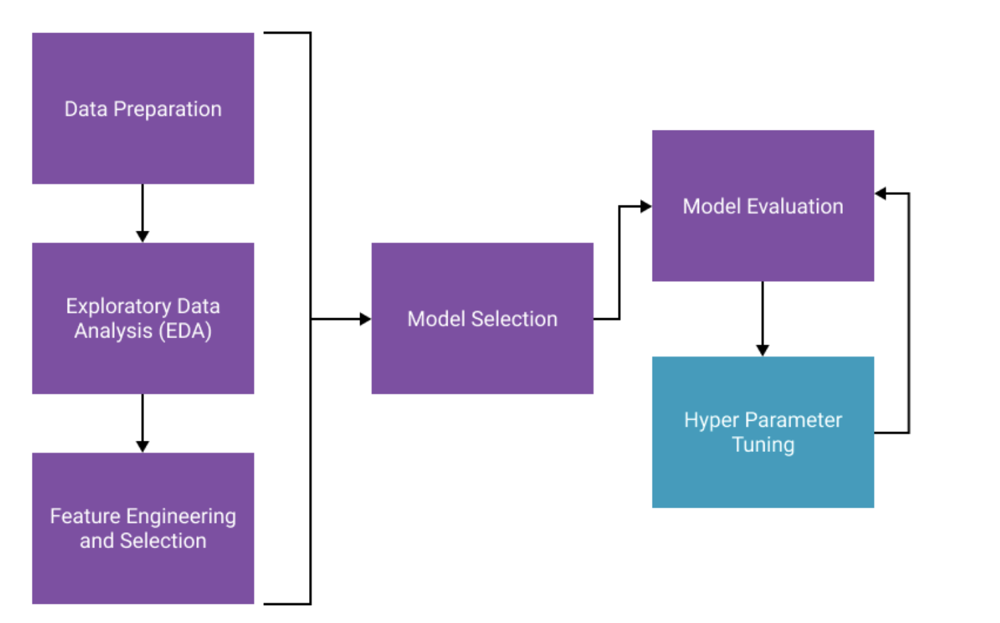 Data Preparation
Exploratory Data
Analysis (EDA)
Feature Engineering
and Selection
Model Selection
Model Evaluation
Hyper Parameter
Tuning